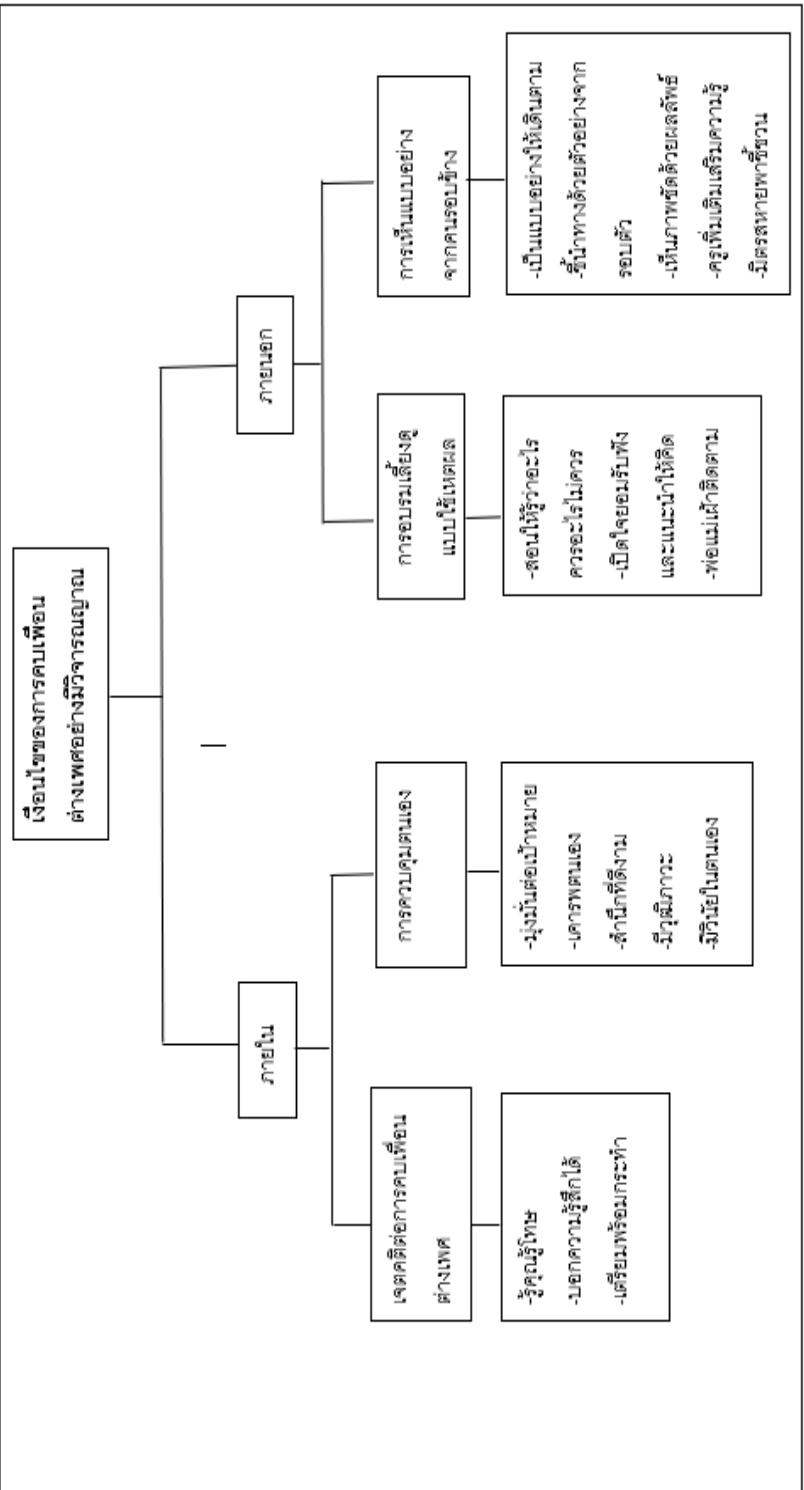 เงื่อนไขของการคบเพื่อน
ต่างเพศอย่างมีวิจารณญาณ
ภายใน
ภายนอก
เจตคติต่อการคบเพื่อน
ต่างเพศ
การควบคุมตนเอง
การอบรมเลี้ยงดู
แบบใช้เหตุผล
การเห็นแบบอย่าง
จากคนรอบข้าง
-รู้คุณรู้โทษ
-บอกความรู้สึกได้
-เตรียมพร้อมกระทำ
-มุ่งมั่นต่อเป้าหมาย
-เคารพตนเอง
-สำนึกที่ดีงาม
-มีวุฒิภาวะ
-มีวินัยในตนเอง
-สอนให้รู้ว่าอะไร
ควรอะไรไม่ควร
-เปิดใจยอมรับฟัง
และแนะนำให้คิด
-พ่อแม่เฝ้าติดตาม
-เป็นแบบอย่างให้เดินตาม
-ชี้นำทางด้วยตัวอย่างจาก
รอบตัว
-เห็นภาพชัดด้วยผลลัพธ์
-ครูเพิ่มเติมเสริมความรู้
-มิตรสหายพาชี้ชวน